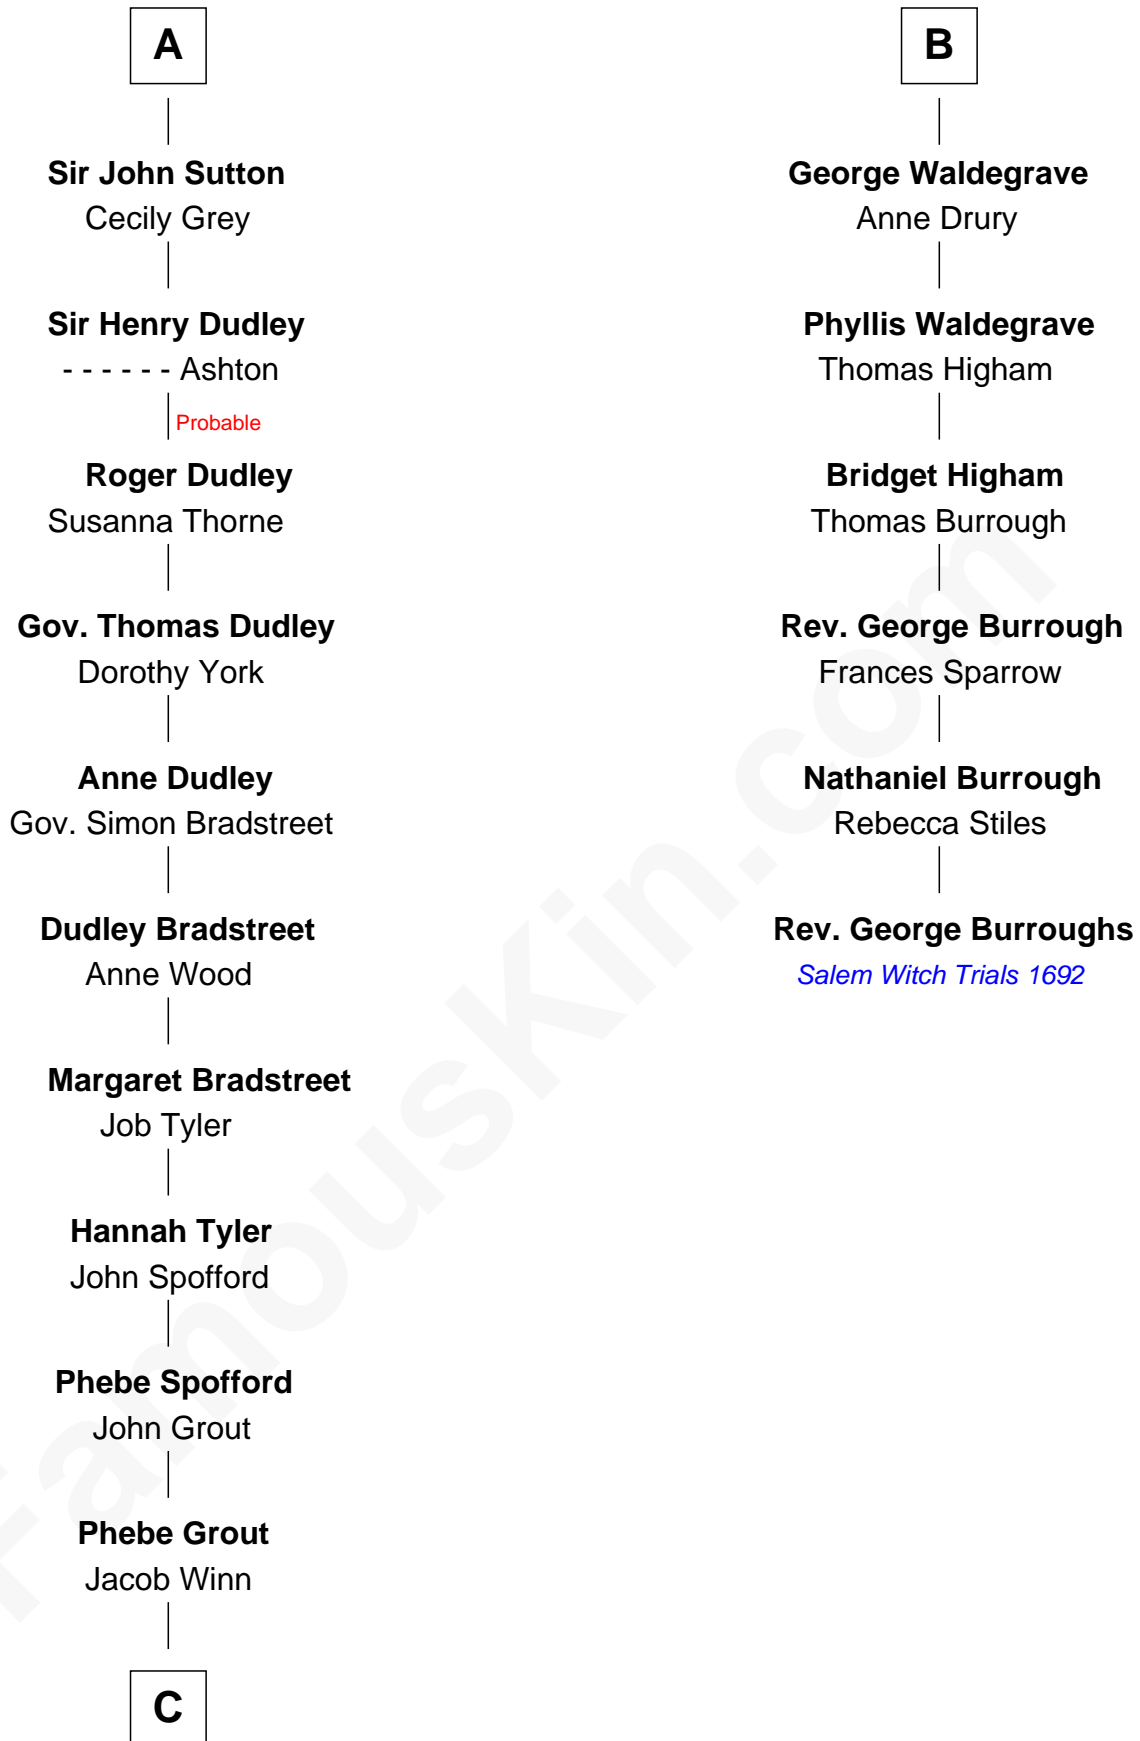 A
Sir John Sutton
Cecily Grey
Sir Henry Dudley
- - - - - - Ashton
Probable
Roger Dudley
Susanna Thorne
Gov. Thomas Dudley
Dorothy York
Anne Dudley
Gov. Simon Bradstreet
Dudley Bradstreet
Anne Wood
Margaret Bradstreet
Job Tyler
Hannah Tyler
John Spofford
Phebe Spofford
John Grout
Phebe Grout
Jacob Winn
C
B
George Waldegrave
Anne Drury
Phyllis Waldegrave
Thomas Higham
Bridget Higham
Thomas Burrough
Rev. George Burrough
Frances Sparrow
Nathaniel Burrough
Rebecca Stiles
Rev. George Burroughs
Salem Witch Trials 1692
FamousKin.com